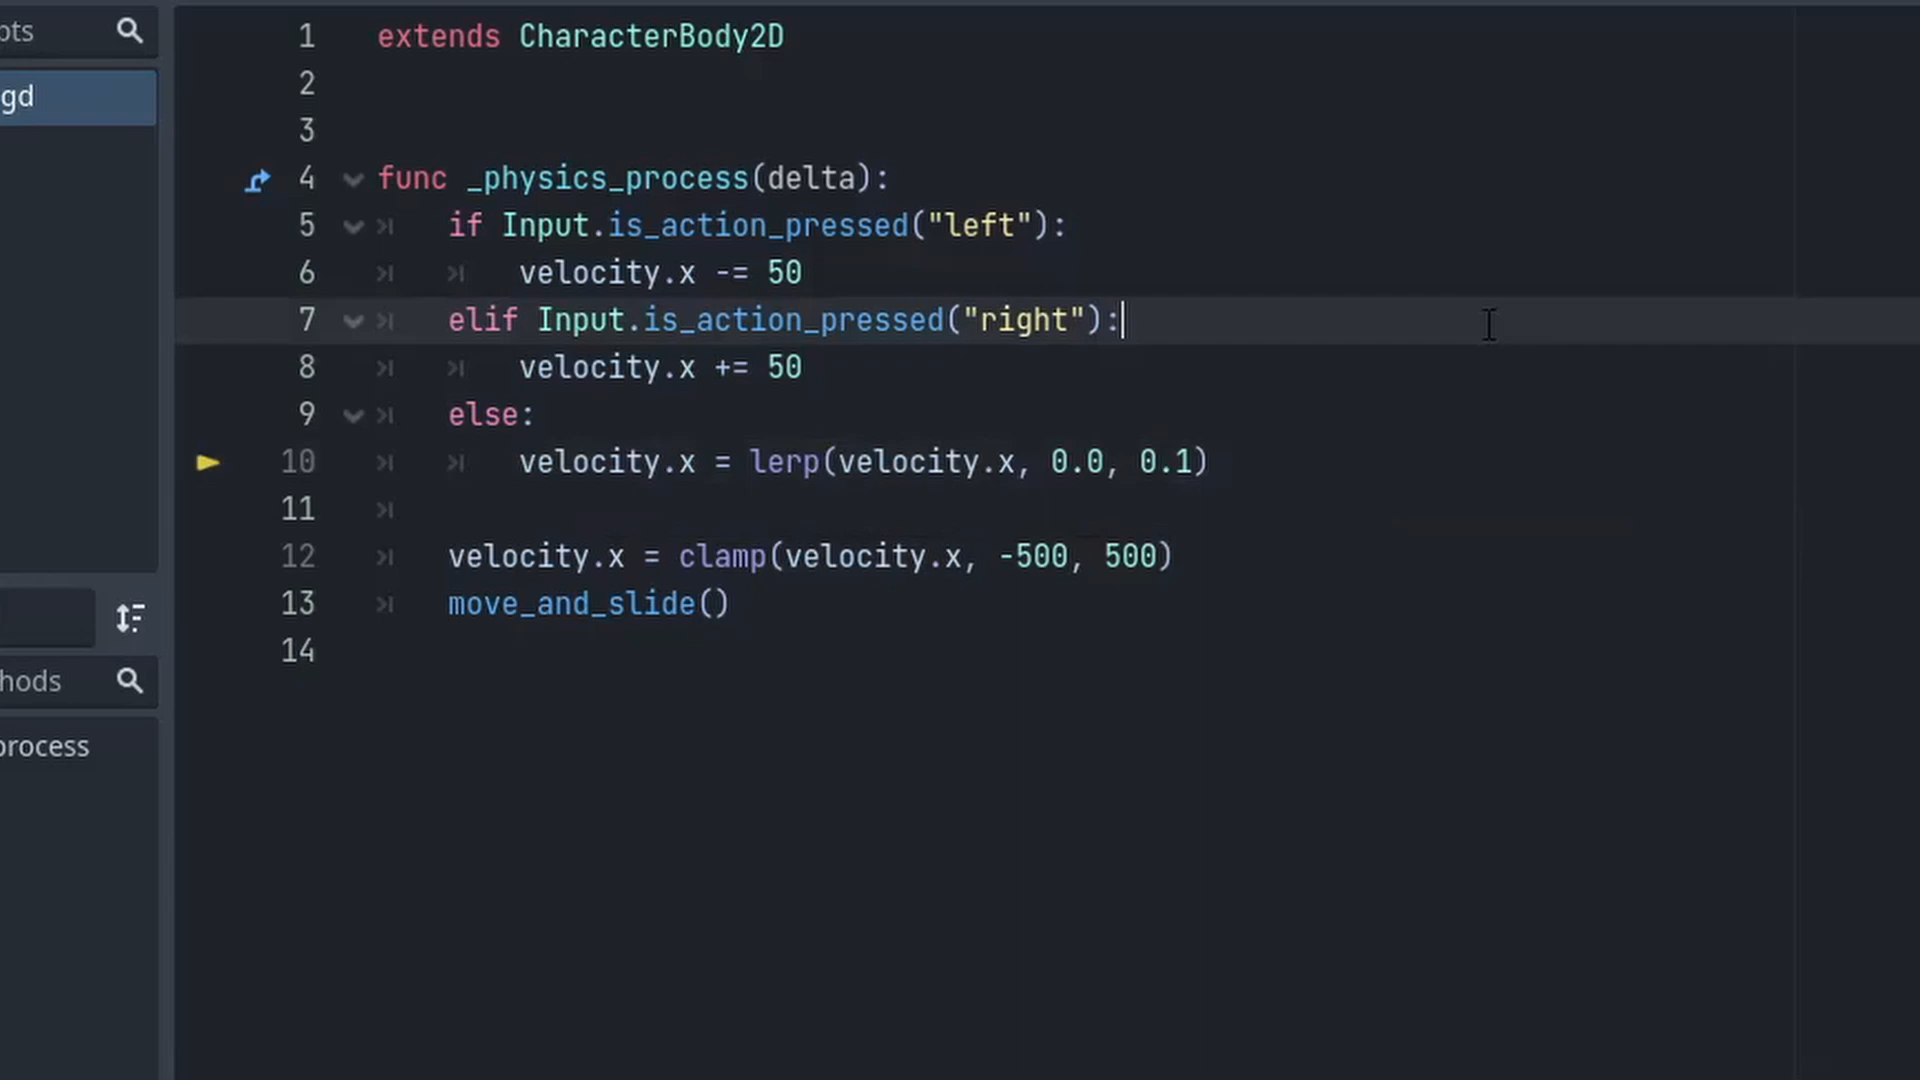 pts
gd
hods
process
1 extends CharacterBody2D
2
3
4 func _physics_process(delta):
5 if Input.is_action_pressed("left"):
6 velocity.x -= 50
7 elif Input.is_action_pressed("right"):
8 velocity.x += 50
9 else:
10 velocity.x = lerp(velocity.x, 0.0, 0.1)
11
12 velocity.x = clamp(velocity.x, -500, 500)
13 move_and_slide()
14